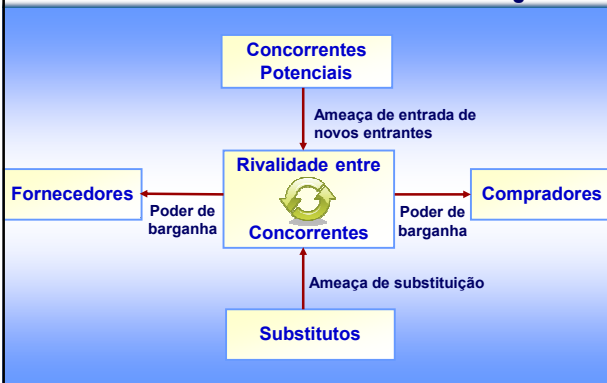 Concorrentes
Potenciais
Ameaça de entrada de
novos entrantes
Rivalidade entre
Concorrentes
Fornecedores
Poder de
barganha
Poder de
barganha
Compradores
Ameaça de substituição
Substitutos